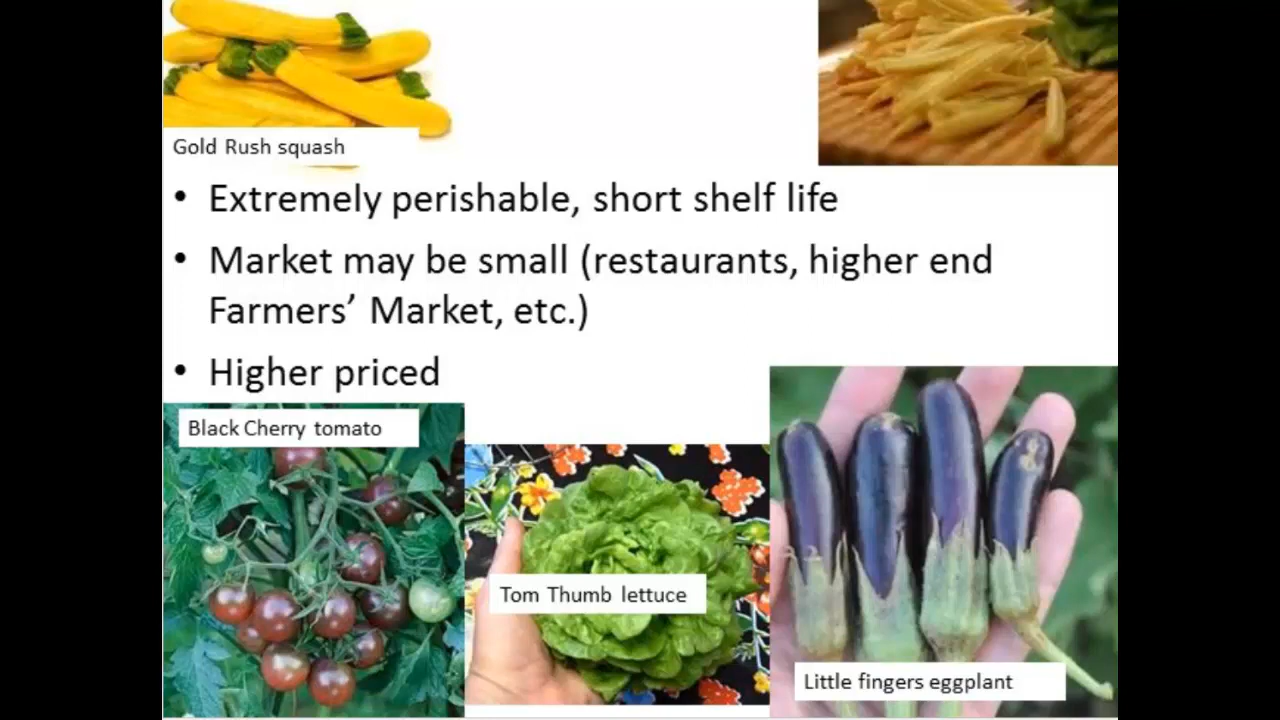 Gold Rush squash
• Extremely perishable, short shelf life
• Market may be small (restaurants, higher end
Farmers’ Market, etc.)
• Higher priced
Black Cherry tomato
Tom Thumb lettuce
Little fingers eggplant